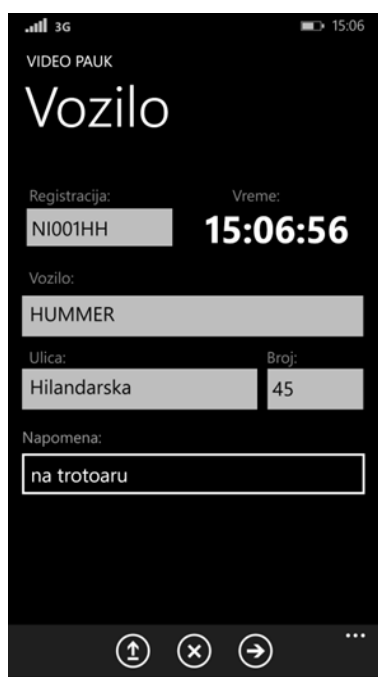 3G 15:06
VIDEO PAUK
Vozilo
Registracija: Vreme:
NI001HH 15:06:56
Vozilo:
HUMMER
Ulica: Broj:
Hilandarska 45
Napomena:
na trotoaru
...